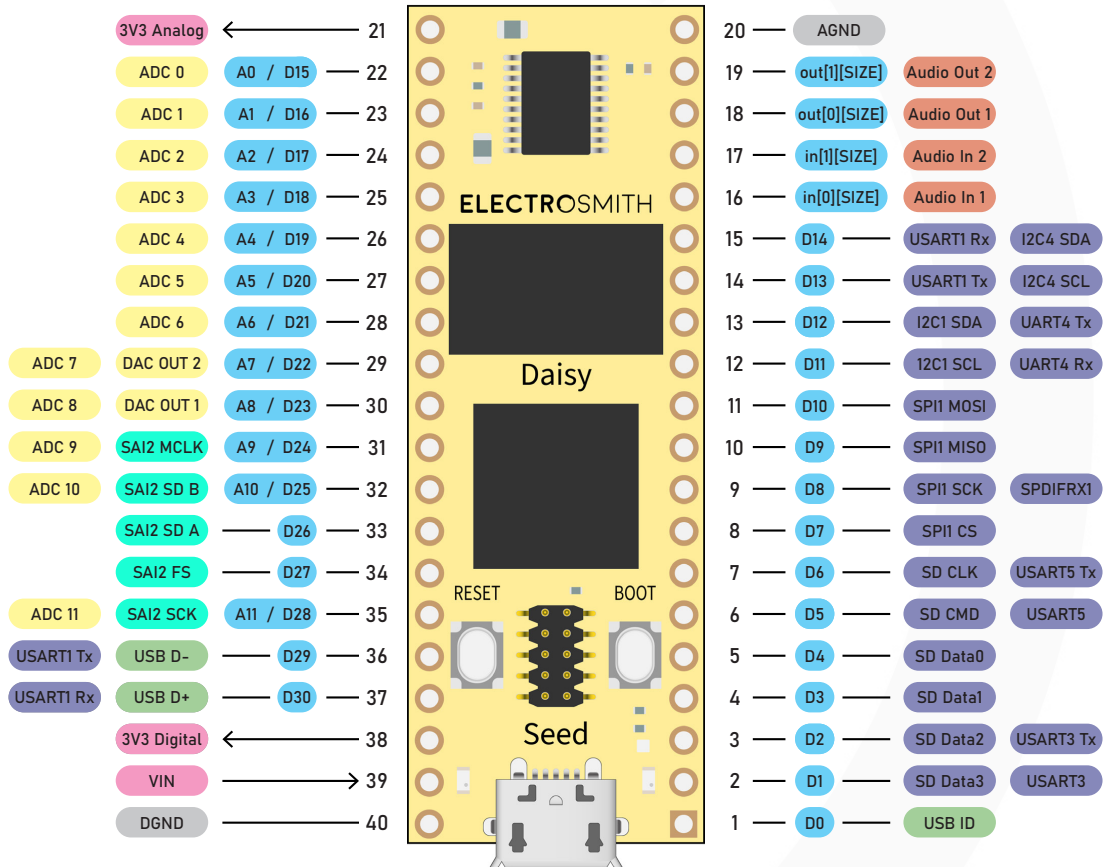 3V3 Analog 21 20 AGND
ADC 0 A0 / D15 22 19 out[1][SIZE] Audio Out 2
ADC 1 A1 / D16 23 18 out[0][SIZE] Audio Out 1
ADC 2 A2 / D17 24 17 in[1][SIZE] Audio In 2
ADC 3 A3 / D18 25 ELECTROSMITH 16 in[0][SIZE] Audio In 1
ADC 4 A4 / D19 26 15 D14 USART1 Rx I2C4 SDA
ADC 5 A5 / D20 27 14 D13 USART1 Tx I2C4 SCL
ADC 6 A6 / D21 28 13 D12 I2C1 SDA UART4 Tx
ADC 7 DAC OUT 2 A7 / D22 29 Daisy 12 D11 12C1 SCL UART4 Rx
ADC 8 DAC OUT 1 A8 / D23 30 11 D10 SPI1 MOSI
ADC 9 SAI2 MCLK A9 / D24 31 10 D9 SPI1 MISO
ADC 10 SAI2 SD B A10 / D25 32 9 D8 SPI1 SCK SPDIFRX1
SAI2 SD A D26 33 8 D7 SPI1 CS
SAI2 FS D27 34 7 D6 SD CLK USART5 Tx
RESET BOOT
ADC 11 SAI2 SCK A11 / D28 35 6 D5 SD CMD USART5
USART1 Tx USB D- D29 36 5 D4 SD Data0
USART1 Rx USB D+ D30 37 4 D3 SD Data1
3V3 Digital 38 Seed 3 D2 SD Data2 USART3 Tx
VIN 39 2 D1 SD Data3 USART3
DGND 40 1 D0 USB ID